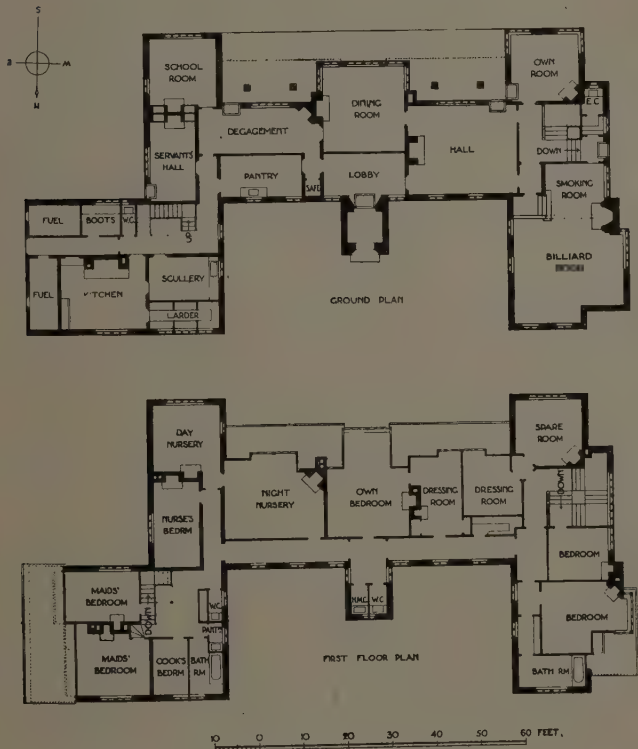 S
M
N
SCHOOL
ROOM
DEGAGEMENT
DINING
ROOM
OWN
ROOM
E.C
SERVANTS'
HALL
PANTRY
SAFE
LOBBY
HALL
DOWN
SMOKING
ROOM
FUEL
BOOTS
W.C.
FUEL
KITCHEN
SCULLERY
LARDER
BILLIARD
GROUND PLAN
DAY
NURSERY
NIGHT
NURSERY
OWN
BEDROOM
DRESSING
ROOM
DRESSING
ROOM
SPARE
ROOM
DOWN
NURSE'S
BEDRM
BEDROOM
MAIDS'
BEDROOM
DOWN
W.C
H.M.C.
W.C
BEDROOM
MAIDS'
BEDROOM
COOK'S
BEDRM
BATH
RM
BATH RM
FIRST FLOOR PLAN
10 0 10 20 30 40 50 60 FEET.